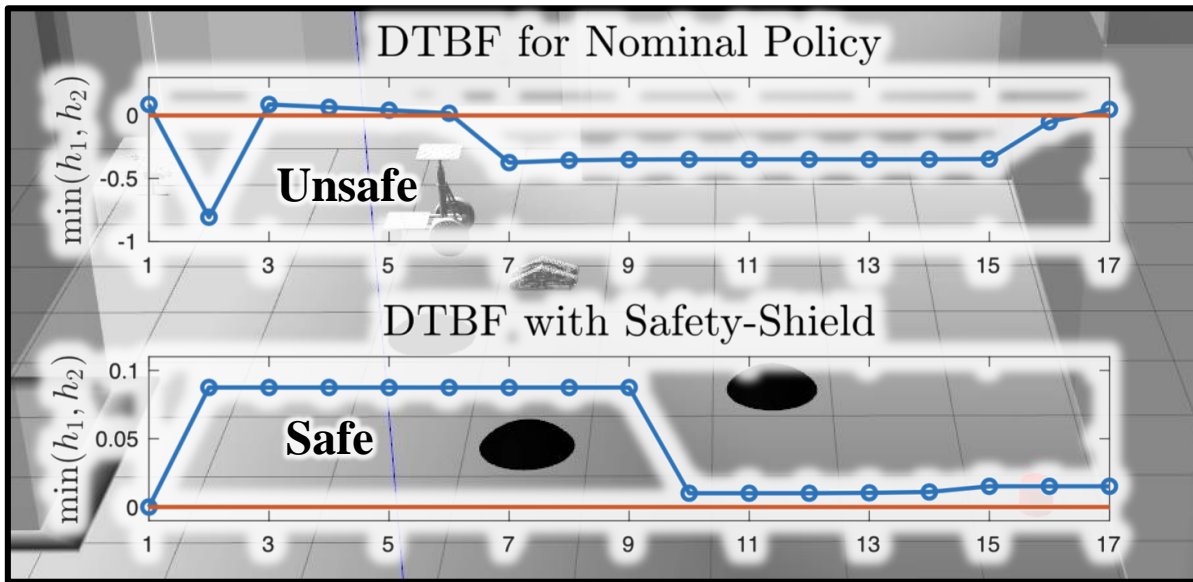 DTBF for Nominal Policy
min(h₁, h₂)
0
-0.5
-1
Unsafe
1 3 5 7 9 11 13 15 17
DTBF with Safety-Shield
min(h₁, h₂)
0.1
0.05
0
Safe
1 3 5 7 9 11 13 15 17